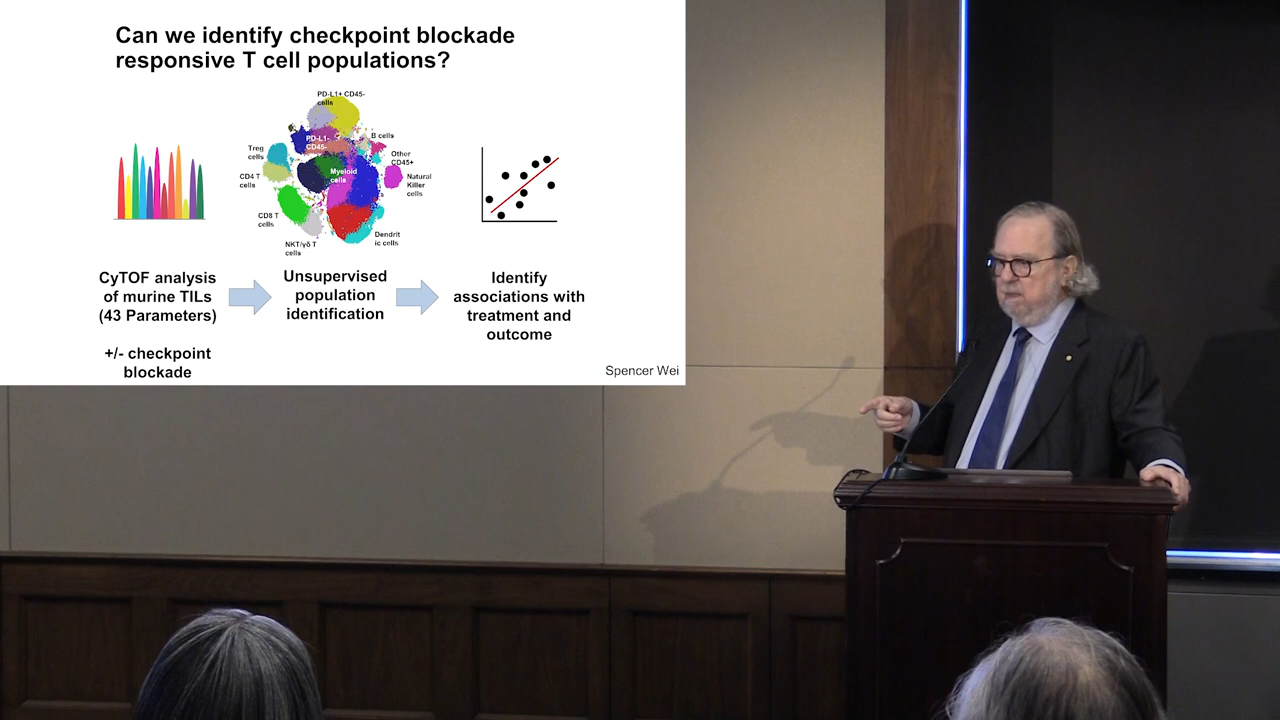 Can we identify checkpoint blockade
responsive T cell populations?
PD-L1+ CD45-
cells
PD-L1-
CD45-
B cells
Treg
cells
Other
CD45+
CD4 T
cells
Myeloid
cells
Natural
Killer
cells
CD8 T
cells
Dendrit
ic cells
NKT/γδ T
cells
CyTOF analysis
of murine TILs
(43 Parameters)
+/- checkpoint
blockade
Unsupervised
population
identification
Identify
associations with
treatment and
outcome
Spencer Wei